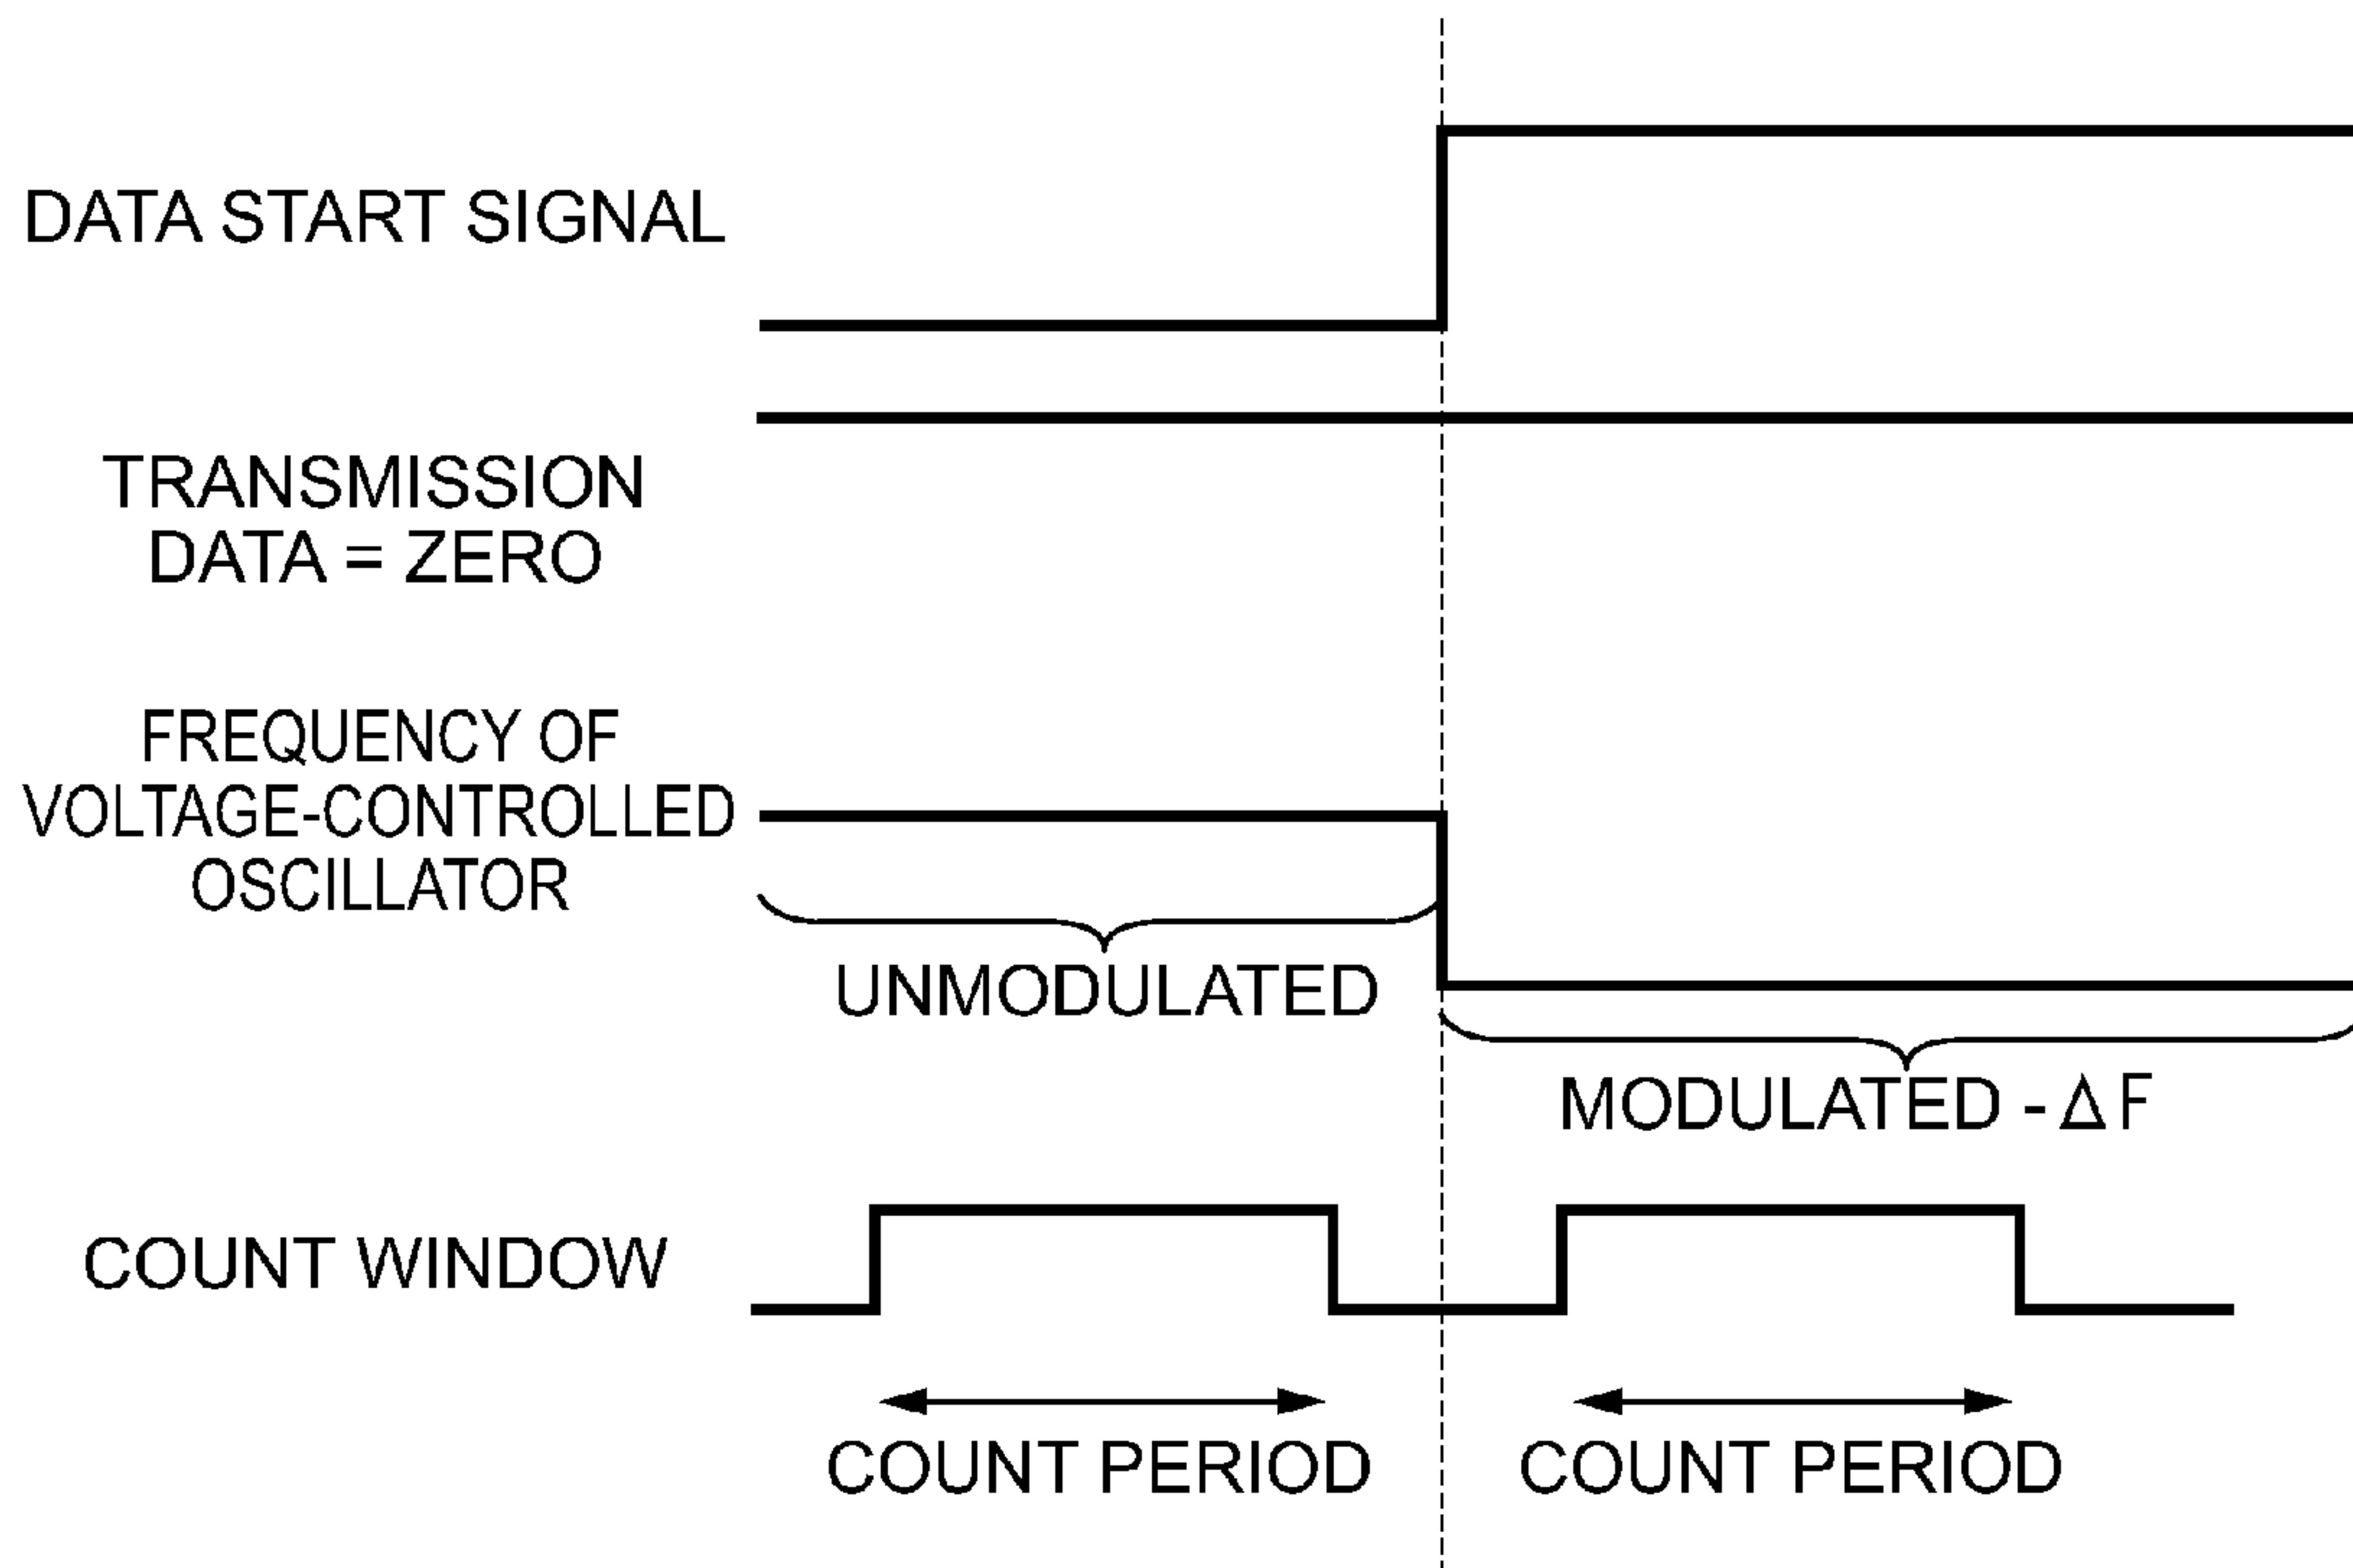 DATA START SIGNAL
TRANSMISSION
DATA = ZERO
FREQUENCY OF
VOLTAGE-CONTROLLED
OSCILLATOR
UNMODULATED
MODULATED - Δ F
COUNT WINDOW
COUNT PERIOD
COUNT PERIOD